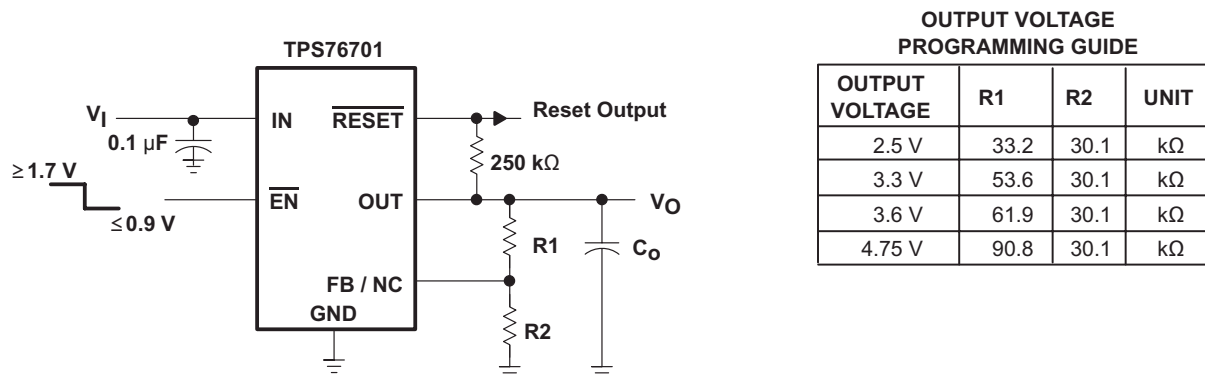 TPS76701
VI
0.1 µF
≥ 1.7 V
≤ 0.9 V
IN
RESET
EN
OUT
FB / NC
GND
Reset Output
250 kΩ
VO
R1
Co
R2
OUTPUT VOLTAGE
PROGRAMMING GUIDE
OUTPUT VOLTAGE R1 R2 UNIT
2.5 V 33.2 30.1 kΩ
3.3 V 53.6 30.1 kΩ
3.6 V 61.9 30.1 kΩ
4.75 V 90.8 30.1 kΩ